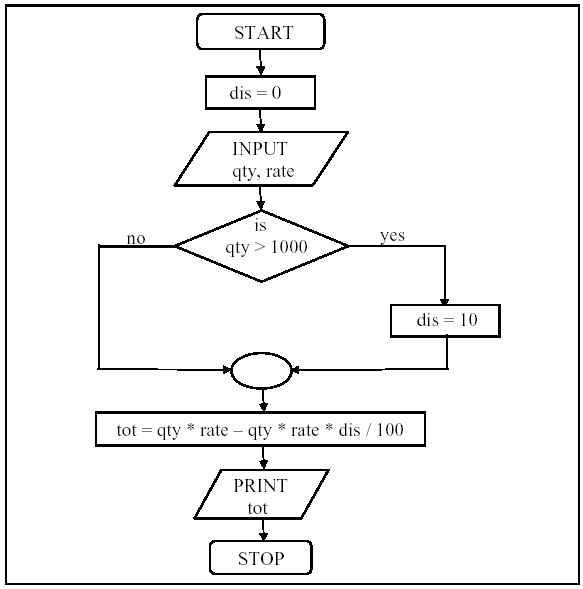 START
dis = 0
INPUT
qty, rate
is
qty > 1000
no
yes
dis = 10
tot = qty * rate – qty * rate * dis / 100
PRINT
tot
STOP